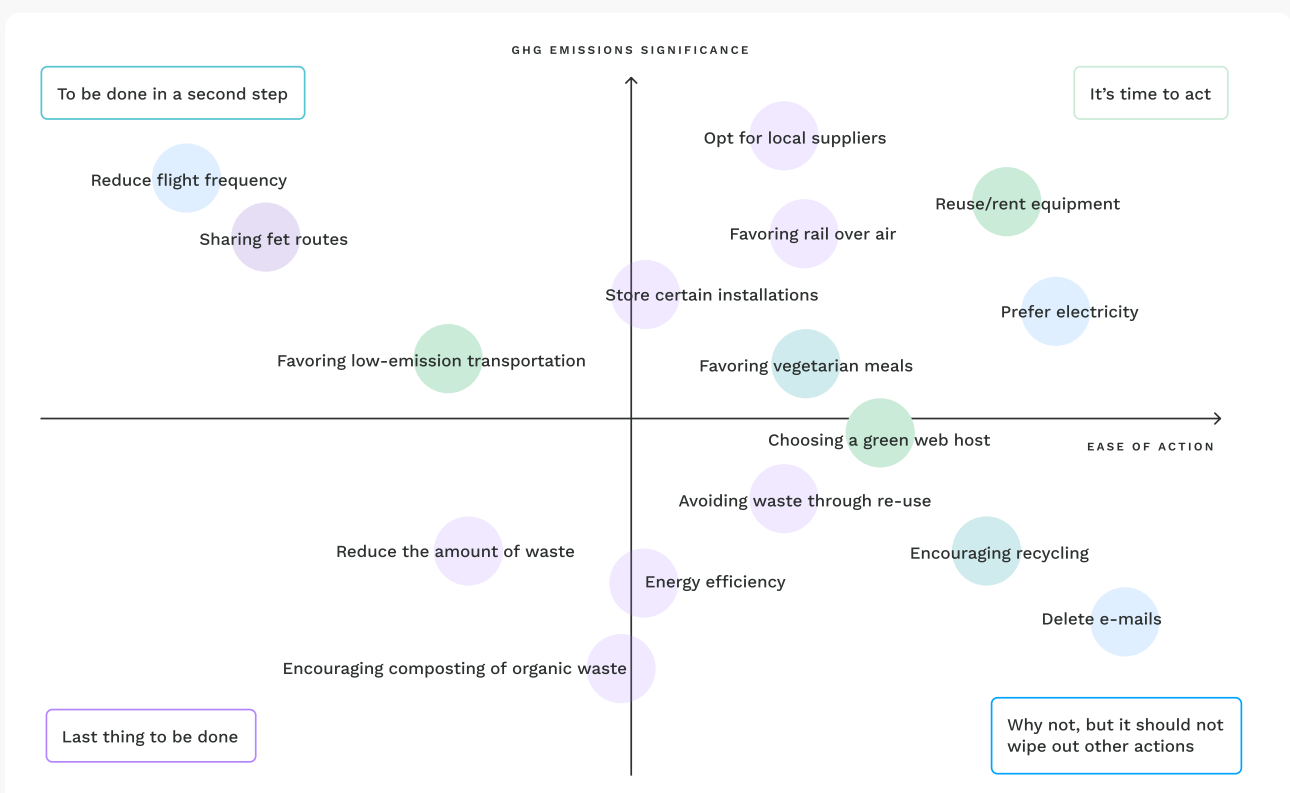 GHG EMISSIONS SIGNIFICANCE
To be done in a second step
It’s time to act
Opt for local suppliers
Reduce flight frequency
Reuse/rent equipment
Favoring rail over air
Sharing fet routes
Store certain installations
Prefer electricity
Favoring low-emission transportation
Favoring vegetarian meals
Choosing a green web host
EASE OF ACTION
Avoiding waste through re-use
Reduce the amount of waste
Encouraging recycling
Energy efficiency
Delete e-mails
Encouraging composting of organic waste
Last thing to be done
Why not, but it should not
wipe out other actions